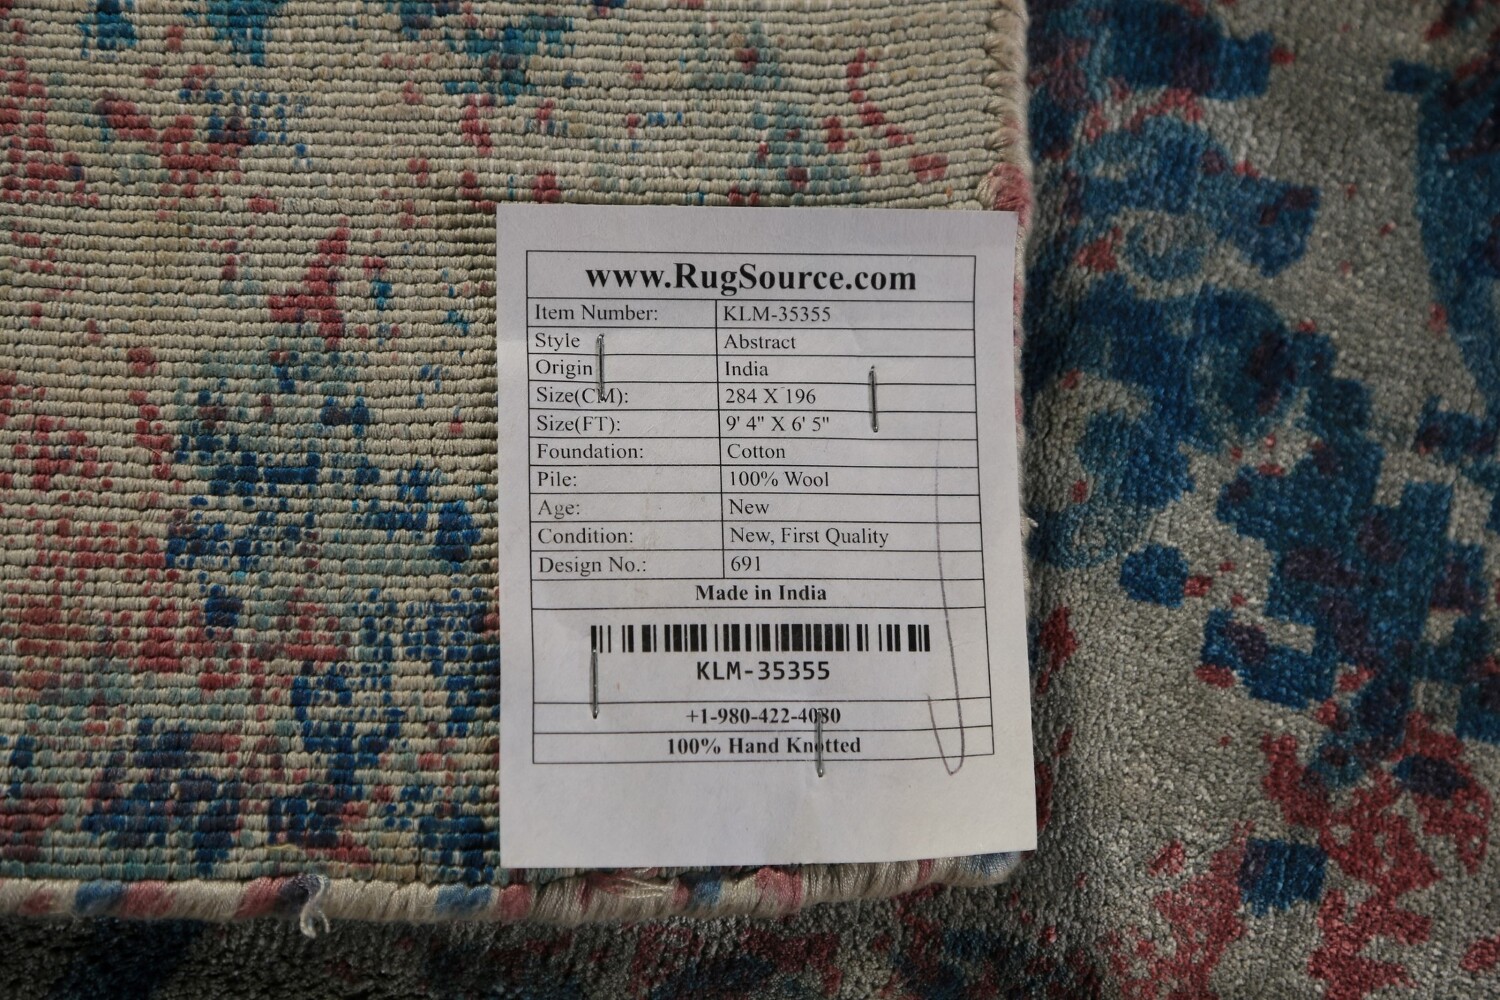 www.RugSource.com
Item Number: KLM-35355
Style Abstract
Origin India
Size(CM): 284 X 196
Size(FT): 9' 4" X 6' 5"
Foundation: Cotton
Pile: 100% Wool
Age: New
Condition: New, First Quality
Design No.: 691
Made in India
KLM-35355
+1-980-422-4080
100% Hand Knotted